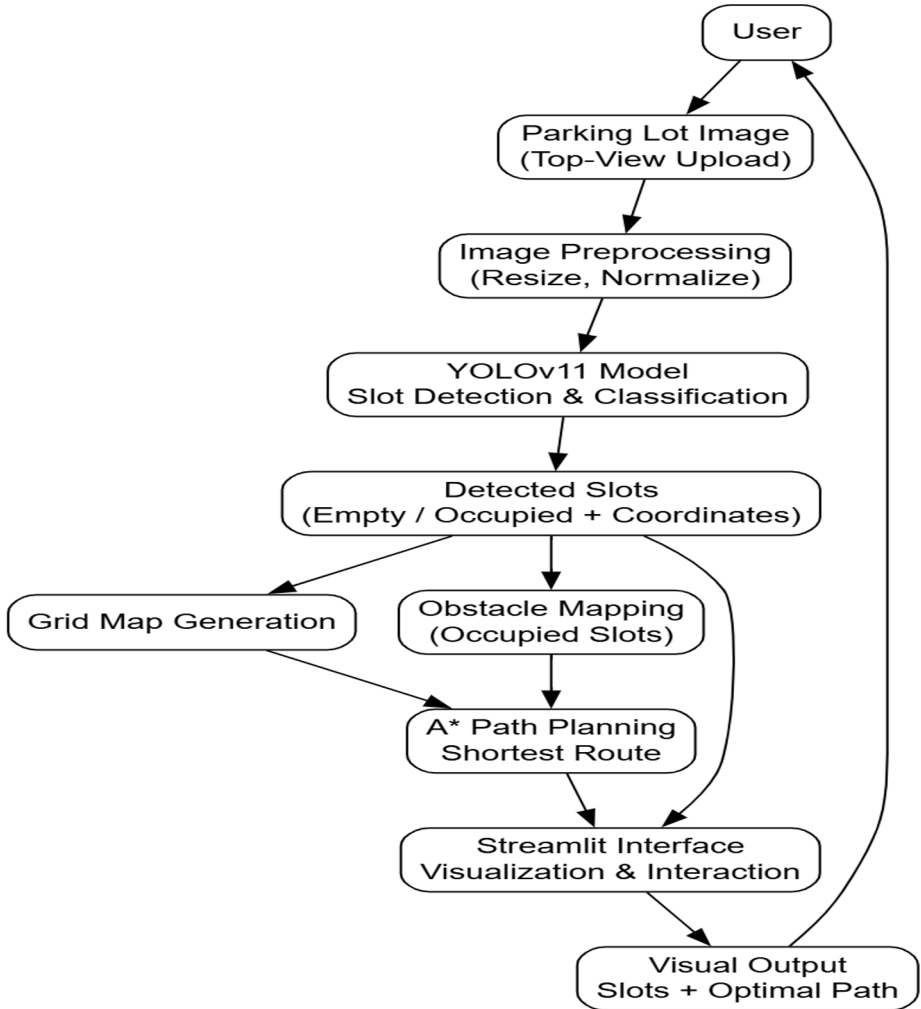 User
Parking Lot Image
(Top-View Upload)
Image Preprocessing
(Resize, Normalize)
YOLOv11 Model
Slot Detection & Classification
Detected Slots
(Empty / Occupied + Coordinates)
Grid Map Generation
Obstacle Mapping
(Occupied Slots)
A* Path Planning
Shortest Route
Streamlit Interface
Visualization & Interaction
Visual Output
Slots + Optimal Path